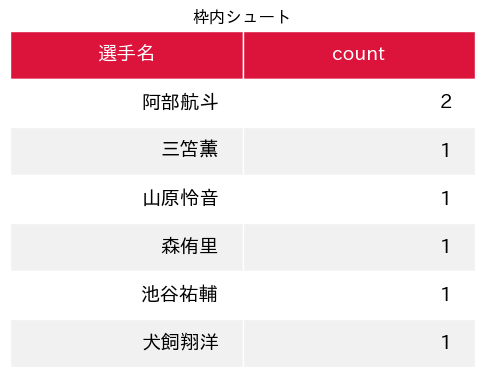 枠内シュート
選手名 count
阿部航斗 2
三笘薫 1
山原怜音 1
森侑里 1
池谷祐輔 1
犬飼翔洋 1